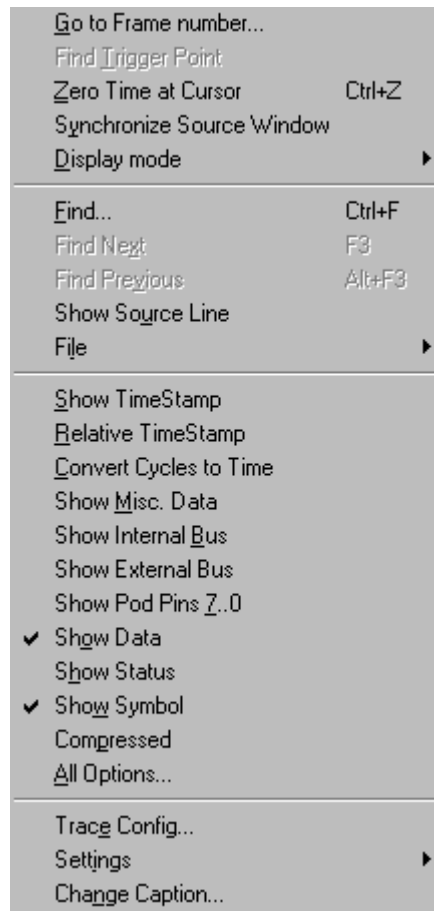 Go to Frame number...
Find Trigger Point
Zero Time at Cursor Ctrl+Z
Synchronize Source Window
Display mode
Find... Ctrl+F
Find Next F3
Find Previous Alt+F3
Show Source Line
File
Show TimeStamp
Relative TimeStamp
Convert Cycles to Time
Show Misc. Data
Show Internal Bus
Show External Bus
Show Pod Pins 7..0
Show Data
Show Status
Show Symbol
Compressed
All Options...
Trace Config...
Settings
Change Caption...